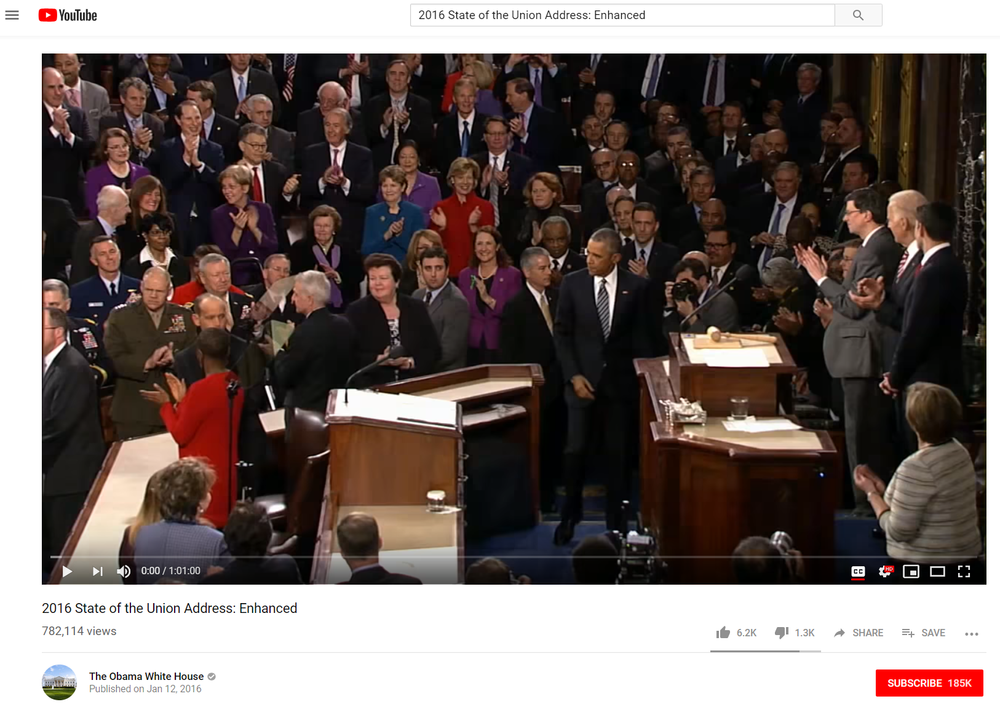 YouTube
2016 State of the Union Address: Enhanced
0:00 / 1:01:00
CC
HD
2016 State of the Union Address: Enhanced
782,114 views
6.2K
1.3K
SHARE
SAVE
The Obama White House
Published on Jan 12, 2016
SUBSCRIBE 185K